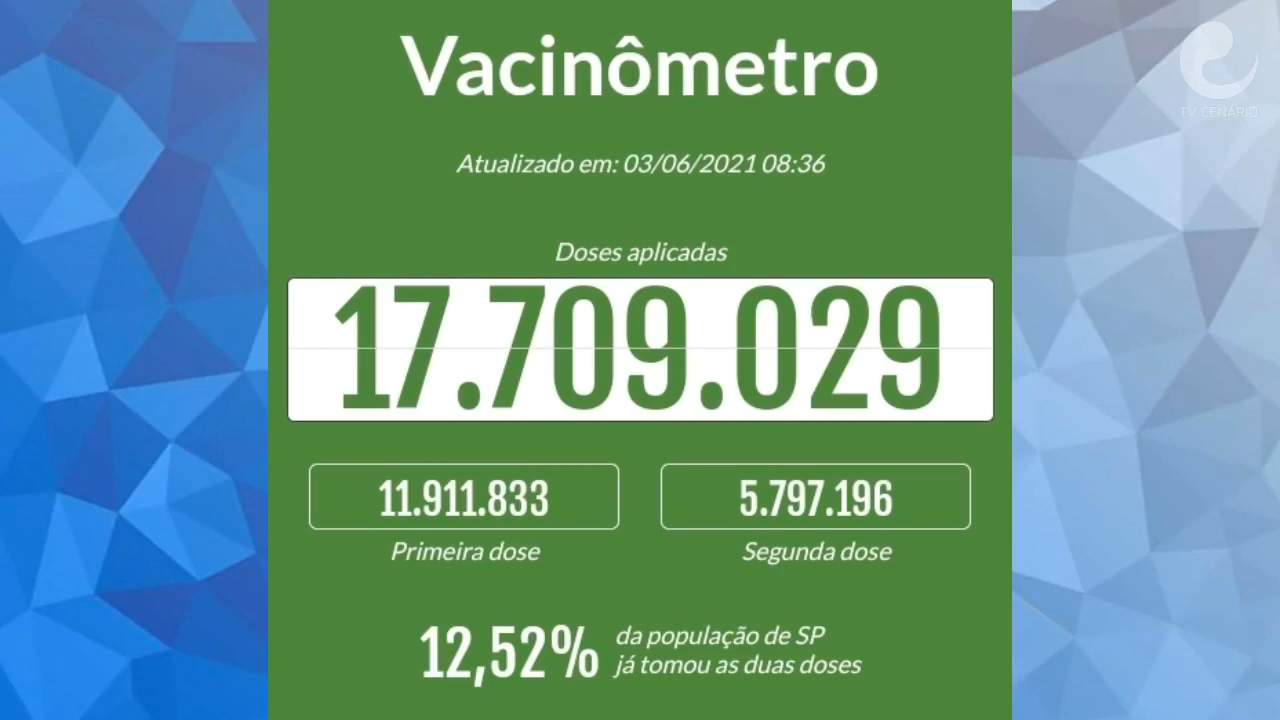 Vacinômetro
TV CENÁRIO
Atualizado em: 03/06/2021 08:36
Doses aplicadas
17.709.029
11.911.833
5.797.196
Primeira dose
Segunda dose
12,52%
da população de SP
já tomou as duas doses